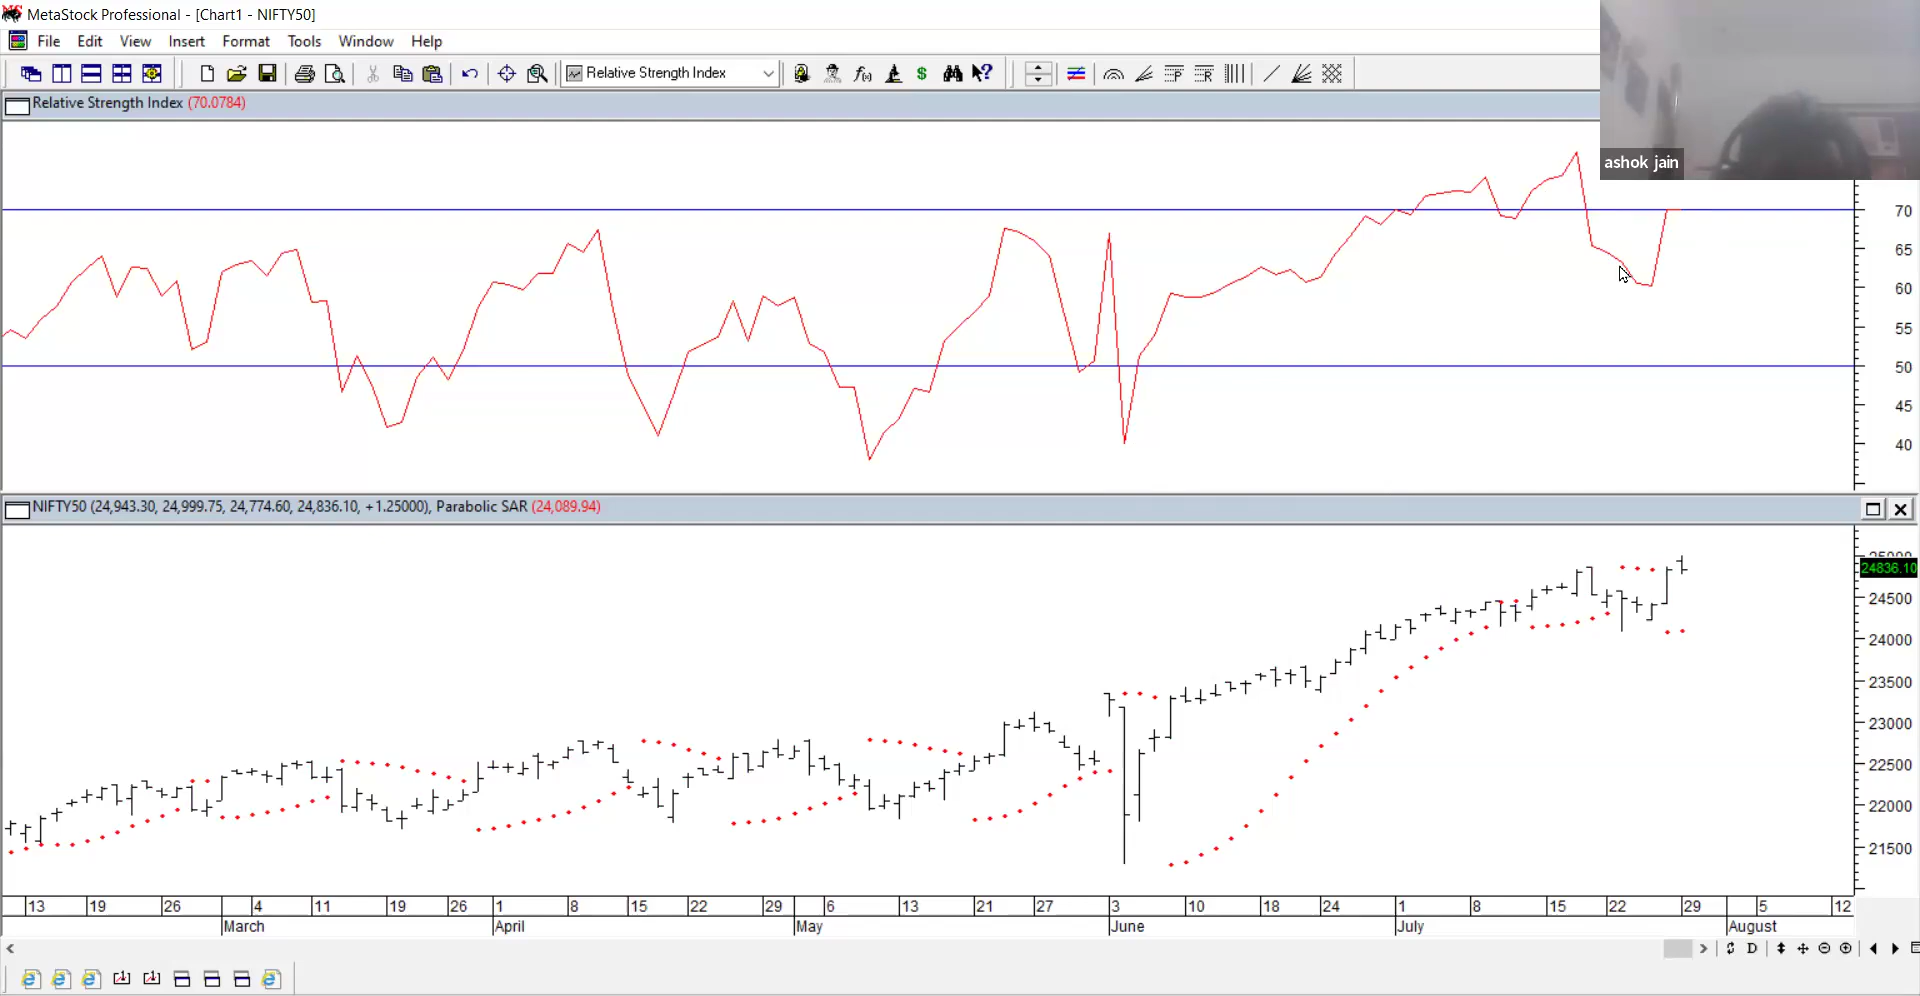 MetaStock Professional - [Chart1 - NIFTY50]
File Edit View Insert Format Tools Window Help
Relative Strength Index
Relative Strength Index (70.0784)
ashok jain
70
65
60
55
50
45
40
NIFTY50 (24,943.30, 24,999.75, 24,774.60, 24,836.10, +1.25000), Parabolic SAR (24,089.94)
25000
24836.10
24500
24000
23500
23000
22500
22000
21500
13 19 26 4 11 19 26 1 8 15 22 29 6 13 21 27 3 10 18 24 1 8 15 22 29 5 12
March April May June July August
D